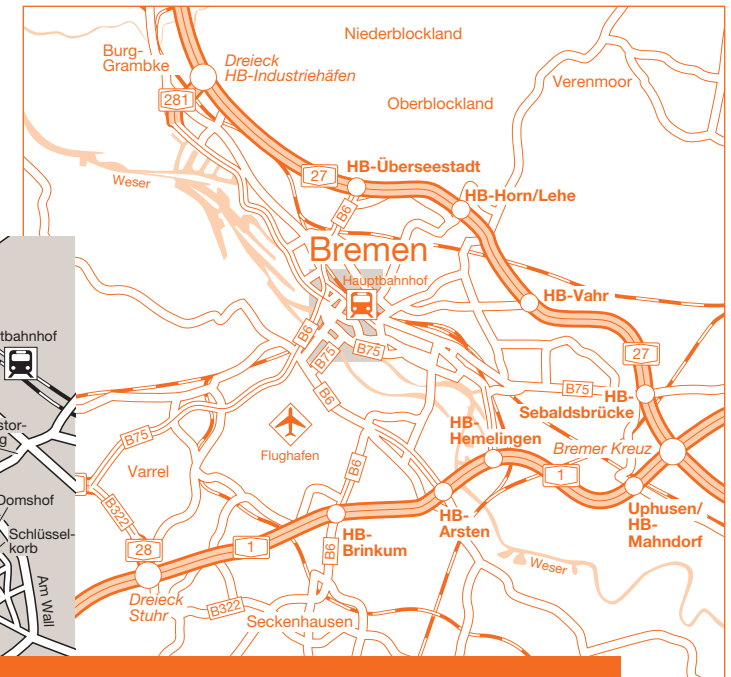 Niederblockland
Burg-
Grambke
Dreieck
HB-Industriehäfen
Verenmoor
281
Oberblockland
HB-Überseestadt
27
Weser
HB-Horn/Lehe
B6
Bremen
Hauptbahnhof
HB-Vahr
tbahnhof
B6
B75
B75
27
B75
HB-
Sebaldsbrücke
B6
stor-
g
HB-
Hemelingen
B75
Bremer Kreuz
Flughafen
Varrel
B6
1
Domshof
B322
Uphusen/
HB-
Mahndorf
HB-
Arsten
Schlüssel-
korb
28
1
HB-
Brinkum
B6
Weser
Am Wall
Dreieck
Stuhr
B322
Seckenhausen